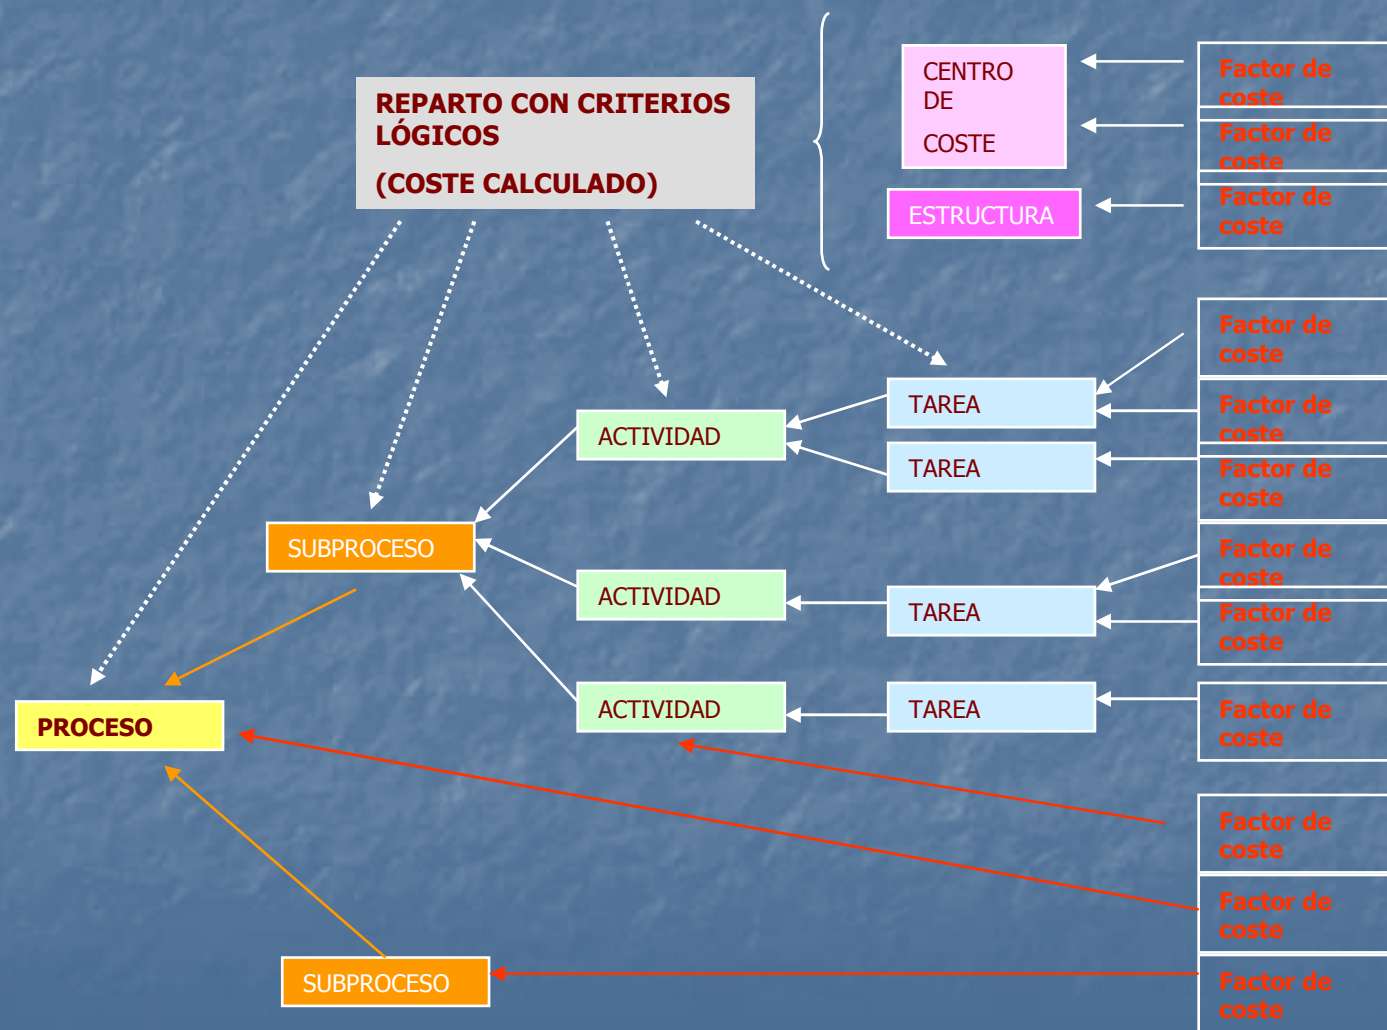 REPARTO CON CRITERIOS
LÓGICOS
(COSTE CALCULADO)
CENTRO
DE
COSTE
ESTRUCTURA
Factor de
coste
Factor de
coste
Factor de
coste
Factor de
coste
Factor de
coste
Factor de
coste
Factor de
coste
Factor de
coste
Factor de
coste
Factor de
coste
Factor de
coste
Factor de
coste
TAREA
TAREA
TAREA
TAREA
ACTIVIDAD
ACTIVIDAD
ACTIVIDAD
SUBPROCESO
PROCESO
SUBPROCESO